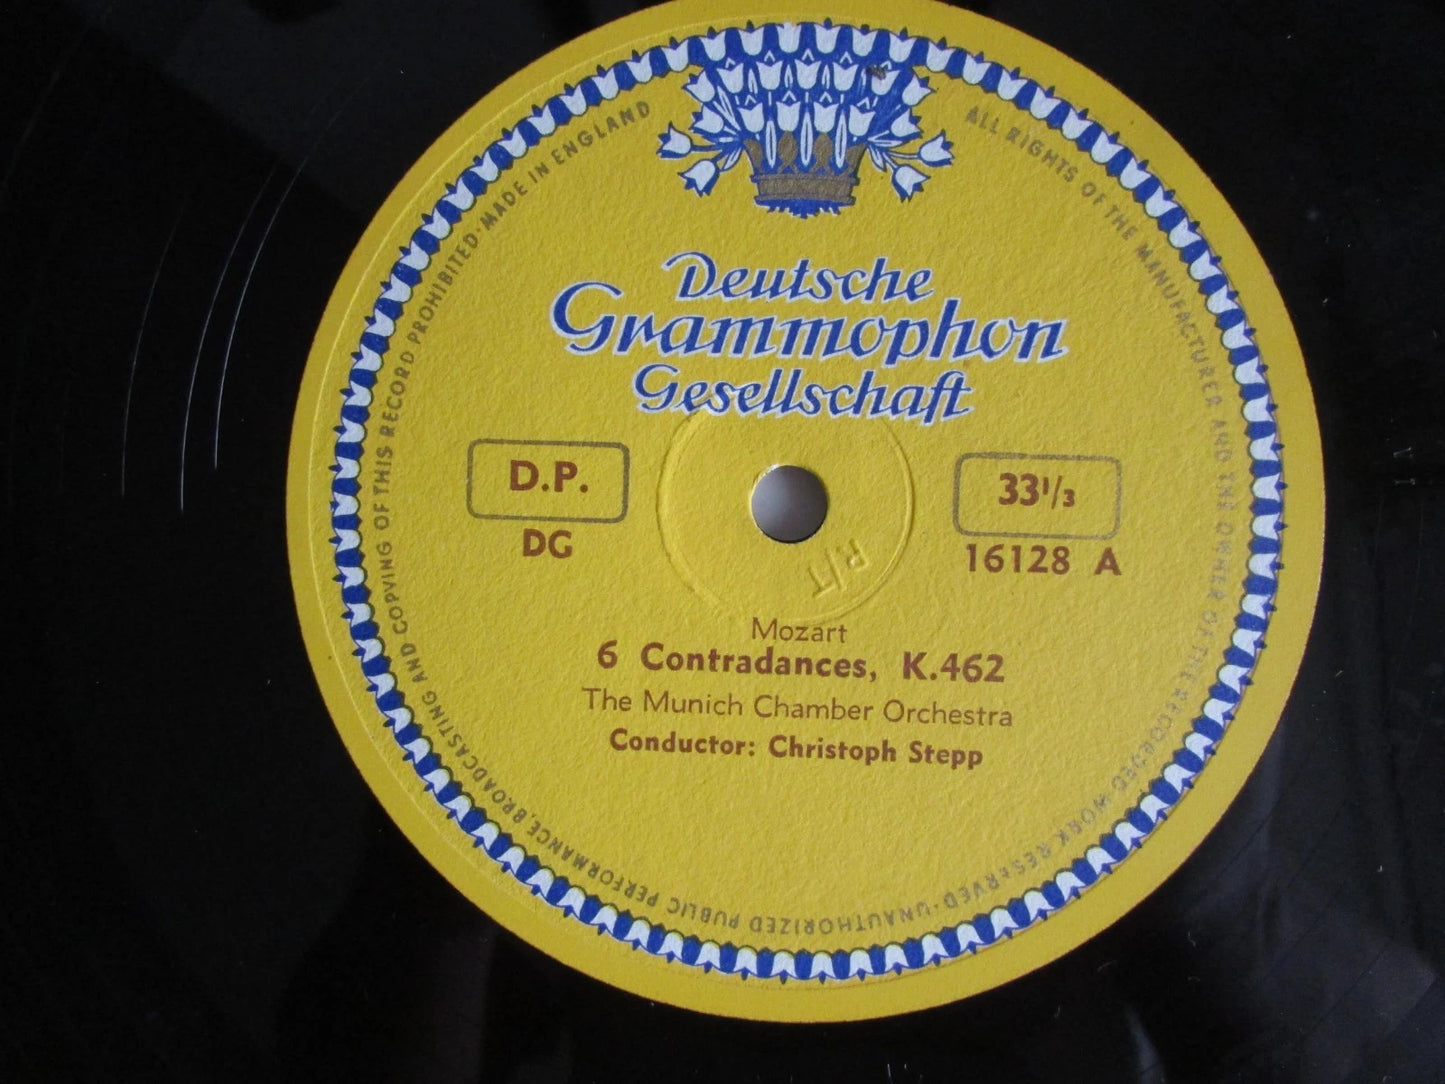 Deutsche
Grammophon
Gesellschaft
D.P.
DG
33 1/3
16128 A
R/T
Mozart
6 Contradances, K.462
The Munich Chamber Orchestra
Conductor: Christoph Stepp
ALL RIGHTS OF THE MANUFACTURER AND THE OWNER OF THE RECORDED WORK RESERVED·UNAUTHORIZED PUBLIC PERFORMANCE, BROADCASTING AND COPYING OF THIS RECORD PROHIBITED·MADE IN ENGLAND